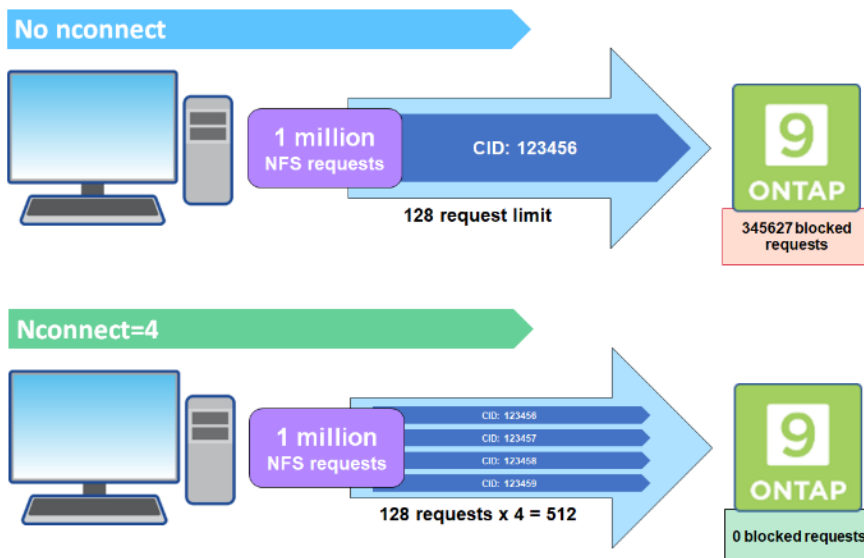 No nconnect
1 million
NFS requests
CID: 123456
128 request limit
9
ONTAP
345627 blocked
requests
Nconnect=4
1 million
NFS requests
CID: 123456
CID: 123457
CID: 123458
CID: 123459
128 requests x 4 = 512
9
ONTAP
0 blocked requests